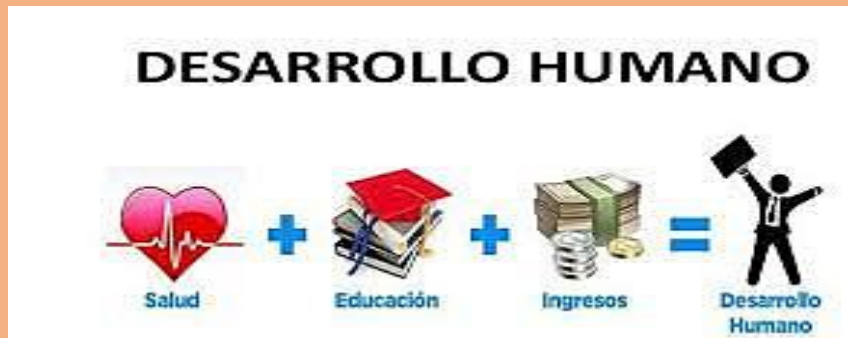 DESARROLLO HUMANO
+ + =
Salud Educación Ingresos Desarrollo
Humano